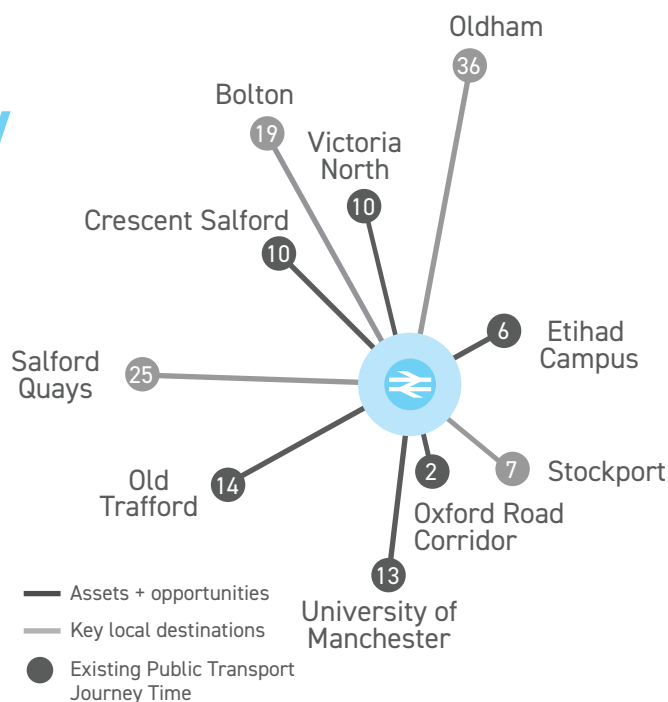 Oldham
36
Bolton
19
Victoria
North
10
Crescent Salford
10
6
Etihad
Campus
Salford
Quays
25
Old
Trafford
14
2
Oxford Road
Corridor
7
Stockport
13
University of
Manchester
Assets + opportunities
Key local destinations
Existing Public Transport
Journey Time